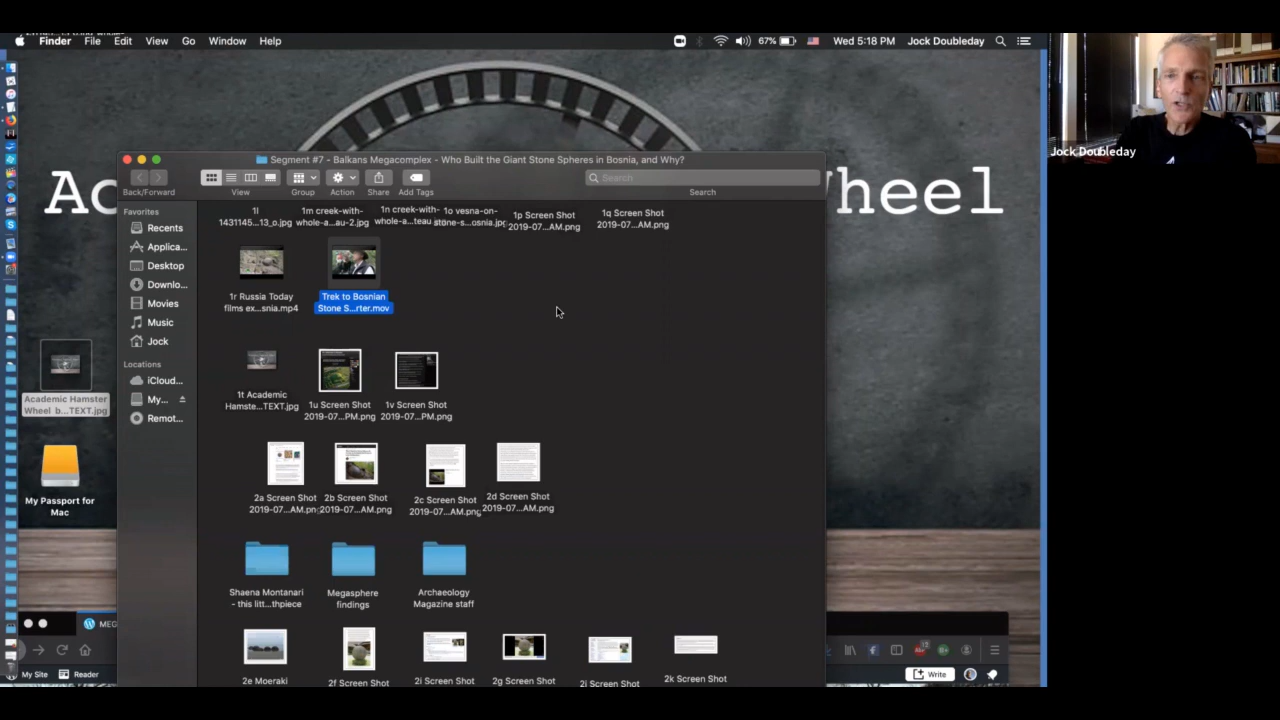 Finder File Edit View Go Window Help
67% Wed 5:18 PM Jock Doubleday
Jock Doubleday
Ac heel
Segment #7 - Balkans Megacomplex - Who Built the Giant Stone Spheres in Bosnia, and Why?
Search
Back/Forward View Group Action Share Add Tags Search
Favorites
Recents
Applica...
Desktop
Downlo...
Movies
Music
Jock
Locations
iCloud...
My...
Remot...
1l
1431145...13_o.jpg
1m creek-with-
whole-a...au-2.jpg
1n creek-with-
whole-a...teau.
1o vesna-on-
stone-s...osnia.jpg
1p Screen Shot
2019-07...AM.png
1q Screen Shot
2019-07...AM.png
1r Russia Today
films ex...snia.mp4
Trek to Bosnian
Stone S...rter.mov
1t Academic
Hamste...TEXT.jpg
1u Screen Shot
2019-07...PM.png
1v Screen Shot
2019-07...PM.png
2a Screen Shot
2019-07...AM.png
2b Screen Shot
2019-07...AM.png
2c Screen Shot
2019-07...AM.png
2d Screen Shot
2019-07...AM.png
Shaena Montanari
- this litt...thpiece
Megasphere
findings
Archaeology
Magazine staff
2e Moeraki
2f Screen Shot
2i Screen Shot
2g Screen Shot
2j Screen Shot
2k Screen Shot
Academic Hamster
Wheel b...TEXT.jpg
My Passport for
Mac
MEG
My Site Reader
Write